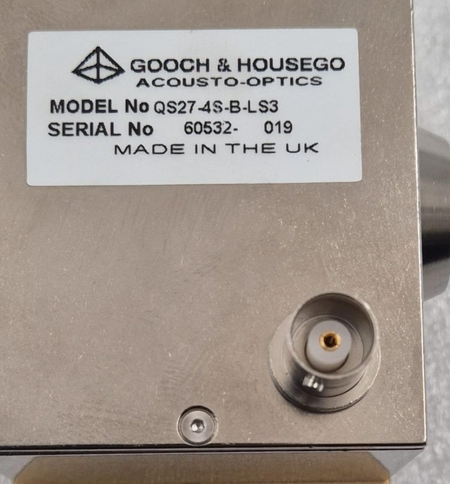 GOOCH & HOUSEGO
ACOUSTO-OPTICS
MODEL No QS27-4S-B-LS3
SERIAL No 60532- 019
MADE IN THE UK